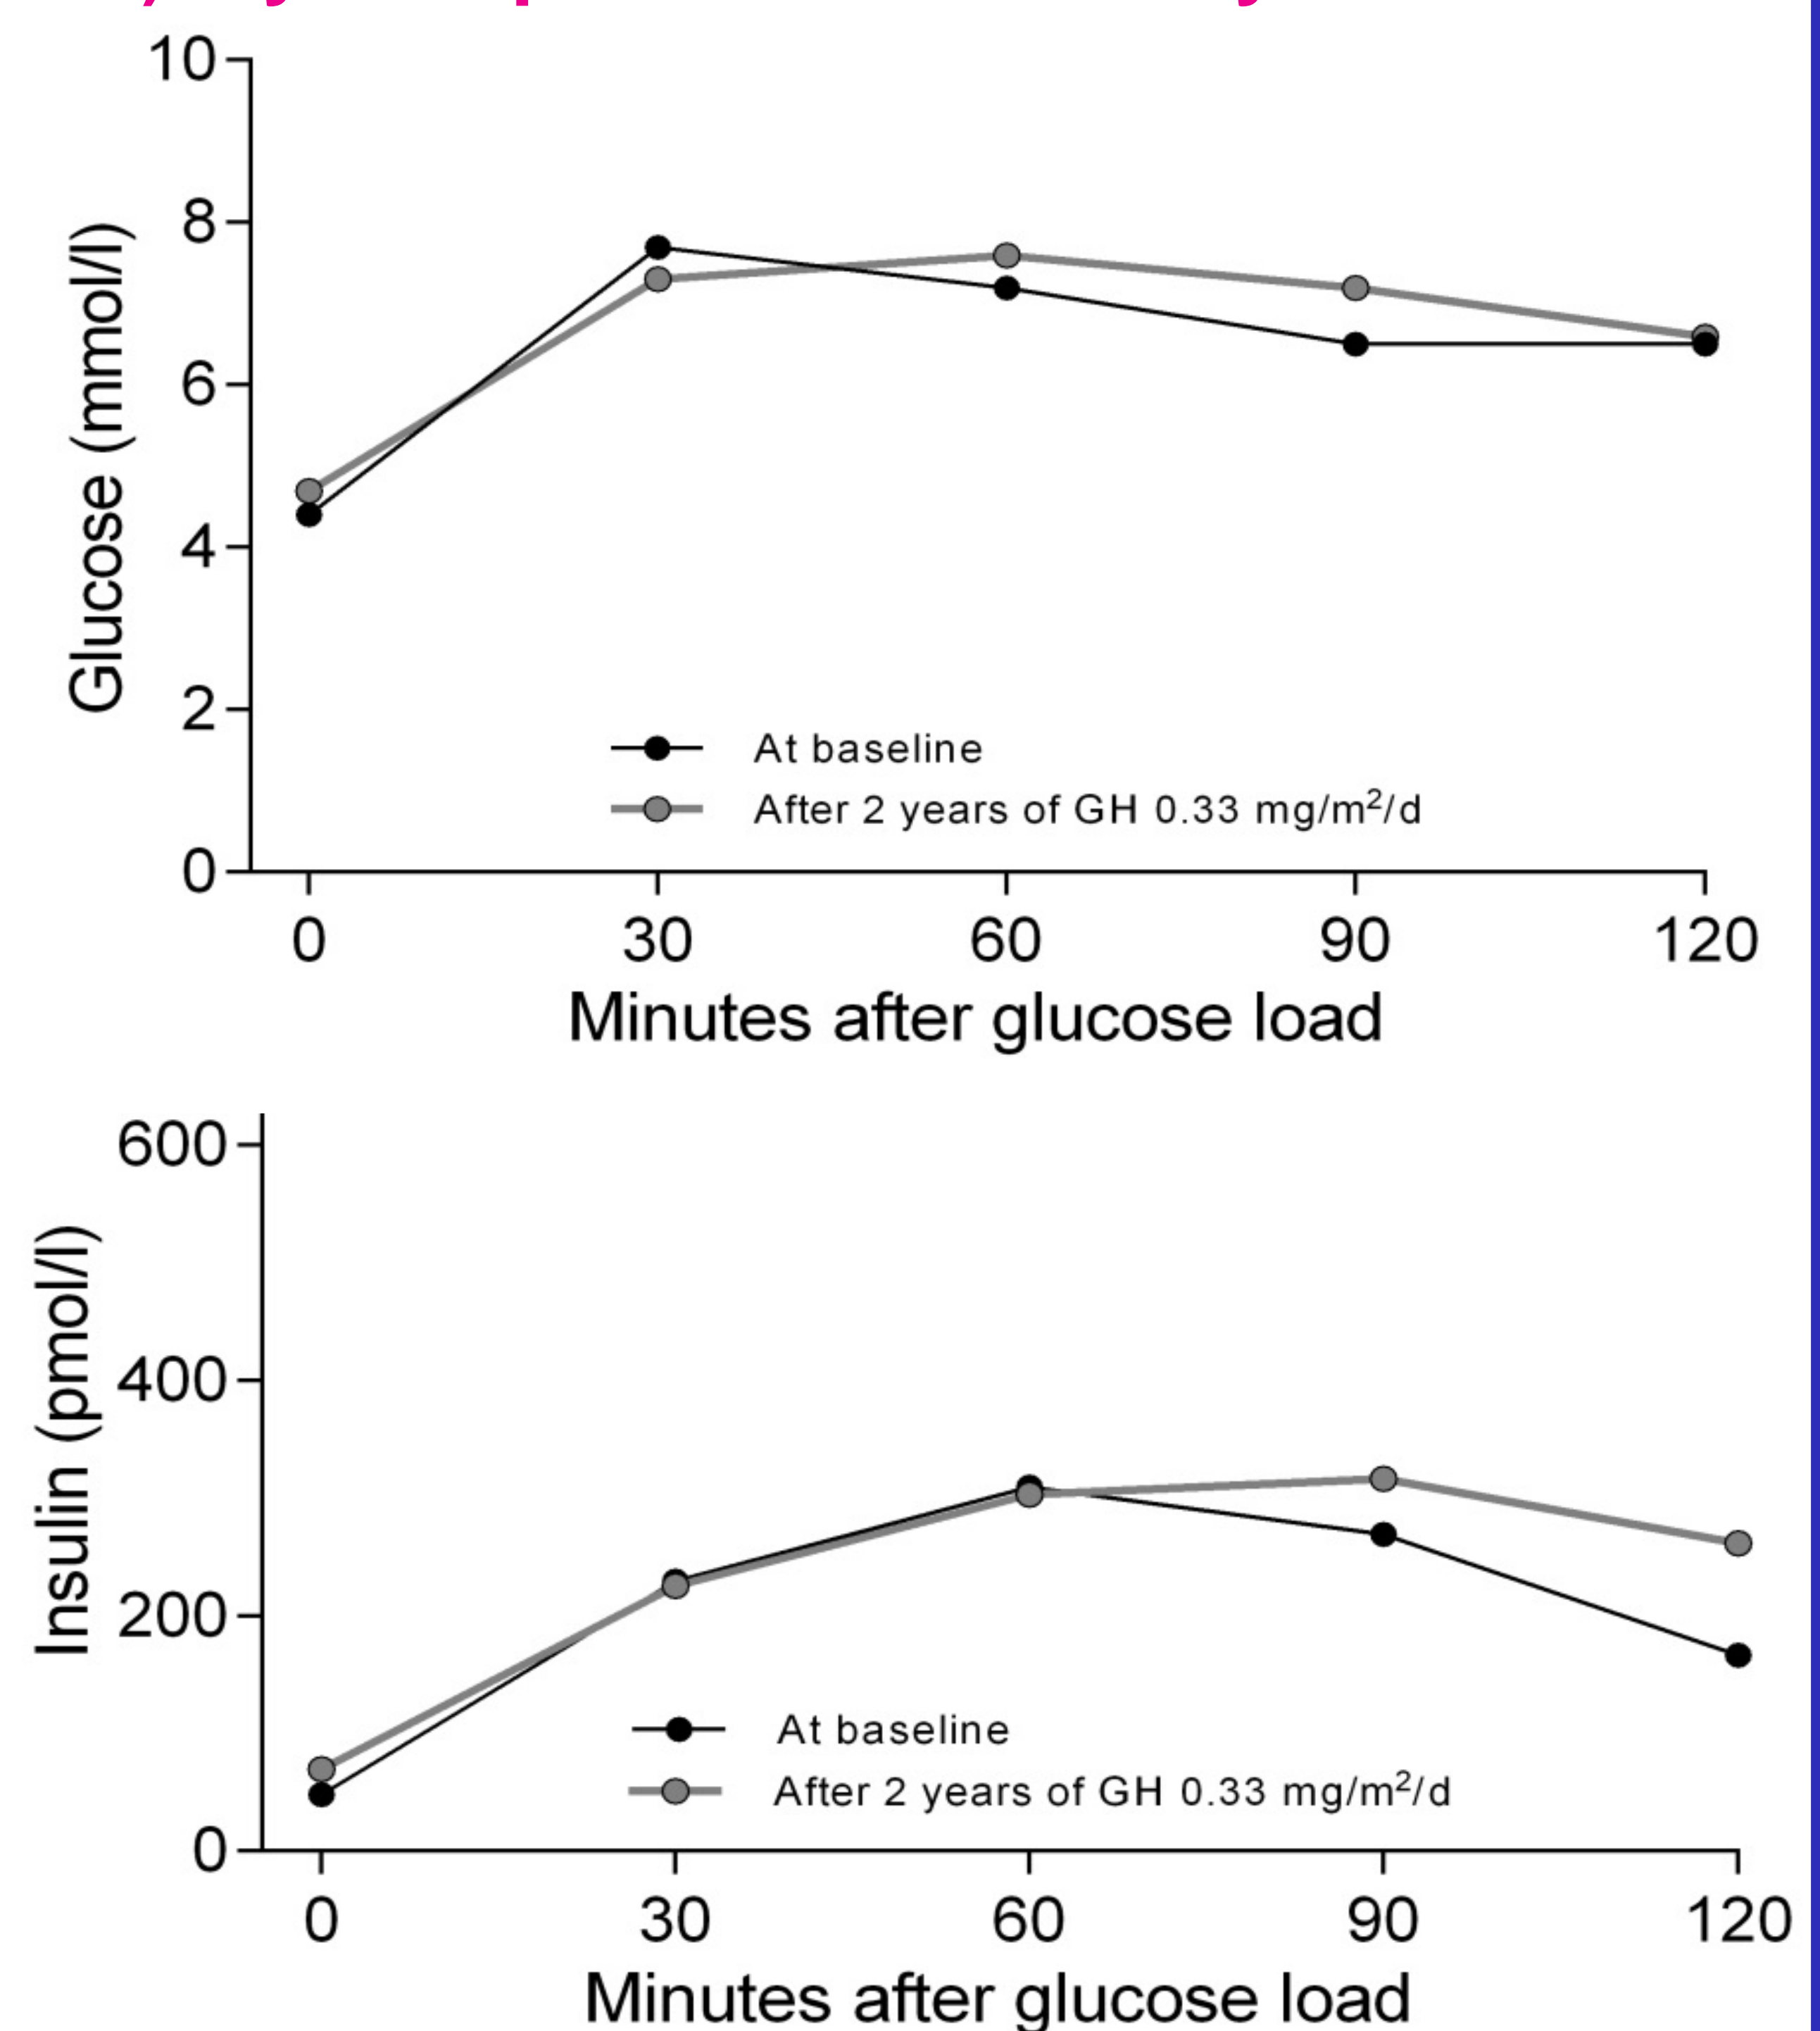 10
8
6
4
2
0
Glucose (mmol/l)
At baseline
After 2 years of GH 0.33 mg/m²/d
0 30 60 90 120
Minutes after glucose load
600
400
200
0
Insulin (pmol/l)
At baseline
After 2 years of GH 0.33 mg/m²/d
0 30 60 90 120
Minutes after glucose load